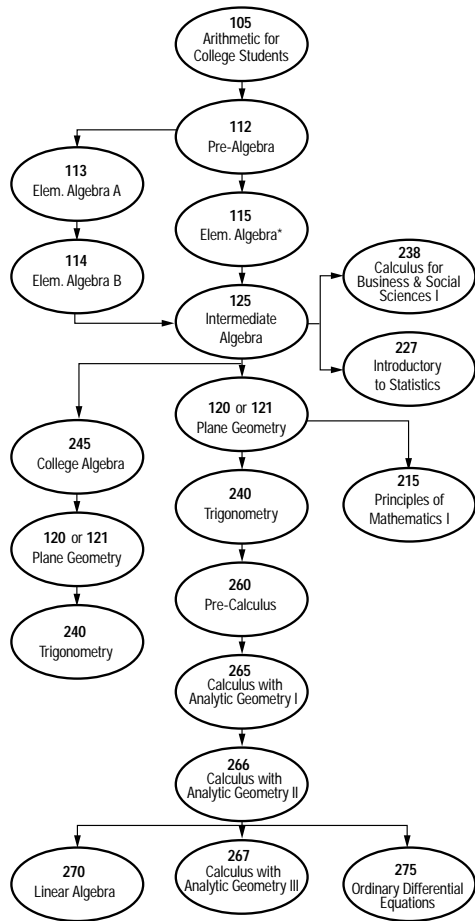 105
Arithmetic for
College Students
112
Pre-Algebra
113
Elem. Algebra A
115
Elem. Algebra*
114
Elem. Algebra B
238
Calculus for
Business & Social
Sciences I
125
Intermediate
Algebra
227
Introductory
to Statistics
120 or 121
Plane Geometry
245
College Algebra
215
Principles of
Mathematics I
240
Trigonometry
120 or 121
Plane Geometry
260
Pre-Calculus
240
Trigonometry
265
Calculus with
Analytic Geometry I
266
Calculus with
Analytic Geometry II
270
Linear Algebra
267
Calculus with
Analytic Geometry III
275
Ordinary Differential
Equations